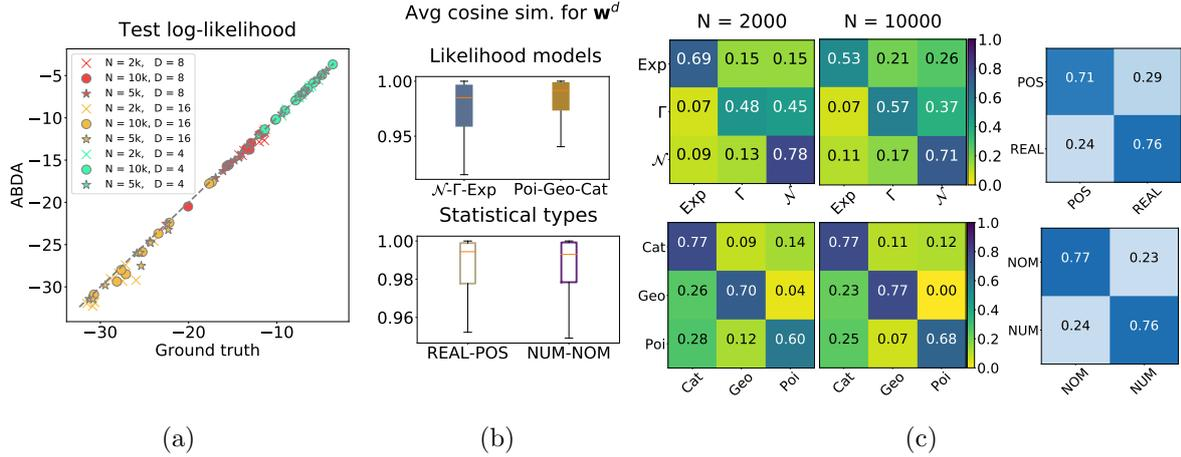 Test log-likelihood
N = 2k, D = 8
N = 10k, D = 8
N = 5k, D = 8
N = 2k, D = 16
N = 10k, D = 16
N = 5k, D = 16
N = 2k, D = 4
N = 10k, D = 4
N = 5k, D = 4
ABDA
−5
−10
−15
−20
−25
−30
−30 −20 −10
Ground truth
(a)
Avg cosine sim. for w^d
Likelihood models
1.00
0.95
𝒩-Γ-Exp Poi-Geo-Cat
Statistical types
1.00
0.98
0.96
REAL-POS NUM-NOM
(b)
N = 2000 N = 10000
Exp 0.69 0.15 0.15 0.53 0.21 0.26
Γ 0.07 0.48 0.45 0.07 0.57 0.37
𝒩 0.09 0.13 0.78 0.11 0.17 0.71
Exp Γ 𝒩 Exp Γ 𝒩
1.0
0.8
0.6
0.4
0.2
0.0
Cat 0.77 0.09 0.14 0.77 0.11 0.12
Geo 0.26 0.70 0.04 0.23 0.77 0.00
Poi 0.28 0.12 0.60 0.25 0.07 0.68
Cat Geo Poi Cat Geo Poi
1.0
0.8
0.6
0.4
0.2
0.0
POS 0.71 0.29
REAL 0.24 0.76
POS REAL
NOM 0.77 0.23
NUM 0.24 0.76
NOM NUM
(c)